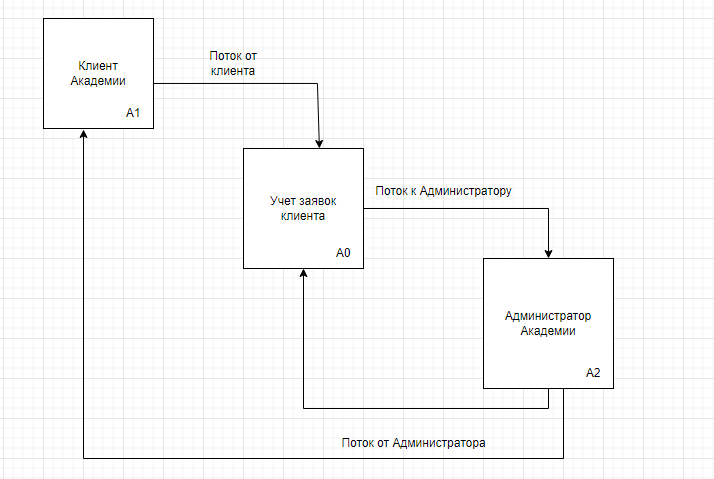 Клиент
Академии
A1
Поток от
клиента
Учет заявок
клиента
A0
Поток к Администратору
Администратор
Академии
A2
Поток от Администратора